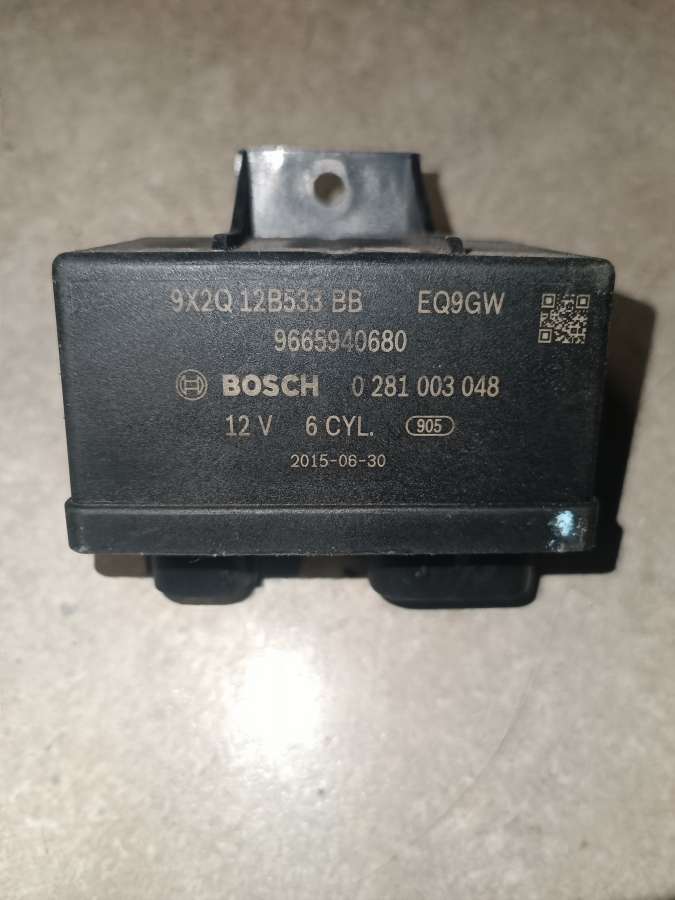 9X2Q 12B533 BB EQ9GW
9665940680
BOSCH 0 281 003 048
12 V 6 CYL. 905
2015-06-30